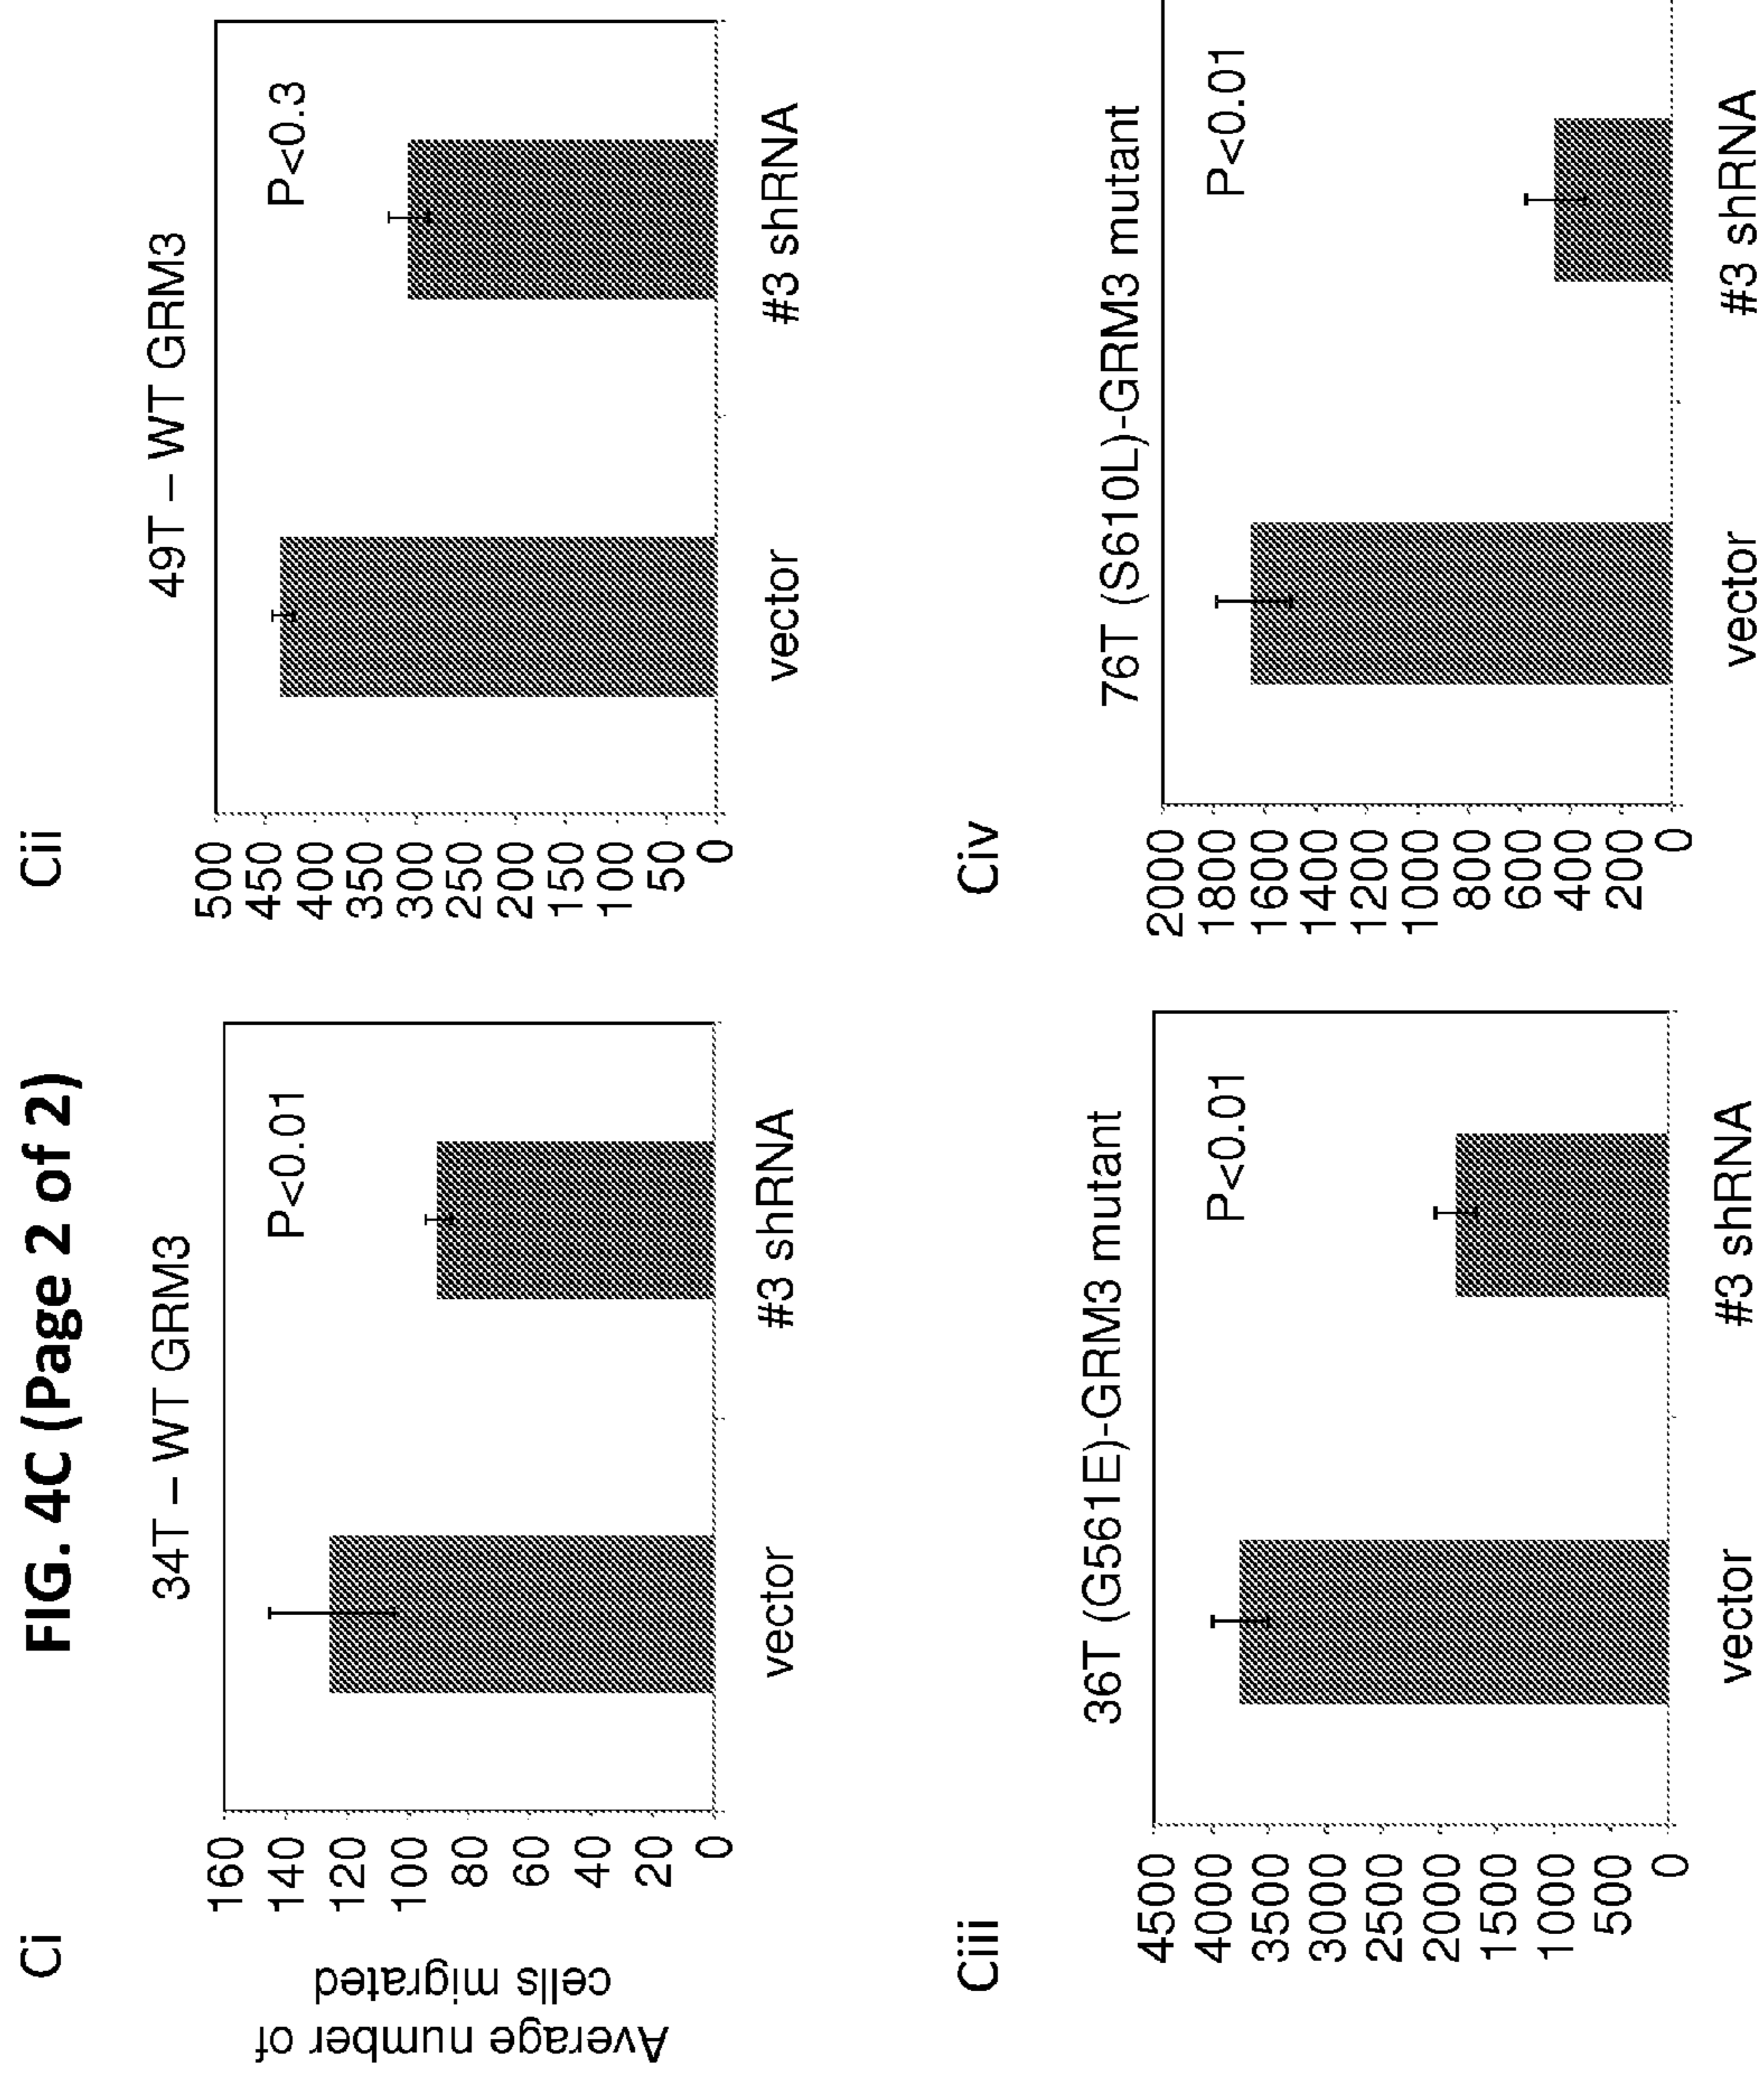 FIG. 4C (Page 2 of 2)
Ci
34T – WT GRM3
Average number of
cells migrated
160
140
120
100
80
60
40
20
0
P<0.01
vector
#3 shRNA
Cii
49T – WT GRM3
500
450
400
350
300
250
200
150
100
50
0
P<0.3
vector
#3 shRNA
Ciii
36T (G561E)-GRM3 mutant
4500
4000
3500
3000
2500
2000
1500
1000
500
0
P<0.01
vector
#3 shRNA
Civ
76T (S610L)-GRM3 mutant
2000
1800
1600
1400
1200
1000
800
600
400
200
0
P<0.01
vector
#3 shRNA